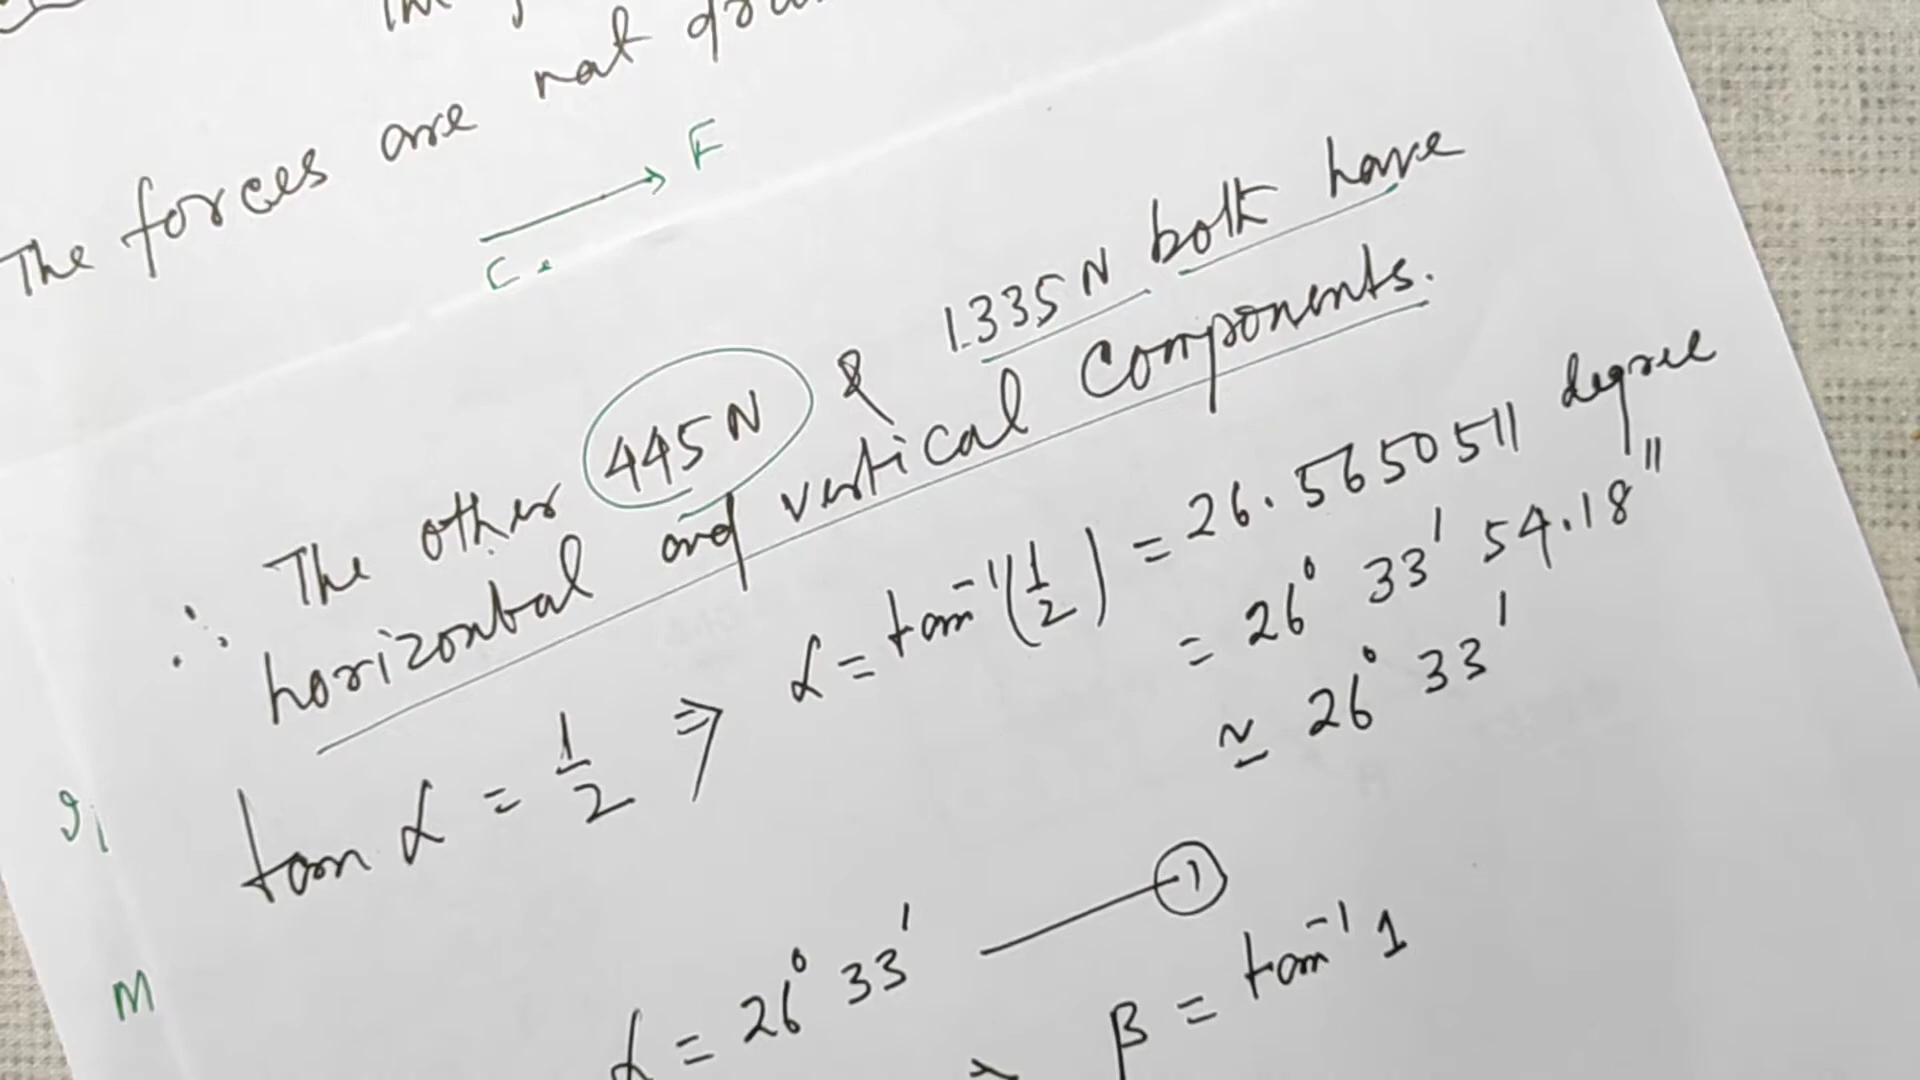 The forces are not
F
C.
∴ The other 445N & 1335N both have
horizontal and vertical Components.
tan α = 1/2 ⇒ α = tan⁻¹(1/2) = 26.5650511 degree
= 26° 33' 54.18"
≃ 26° 33'
α = 26° 33' — ①
β = tan⁻¹ 1
M